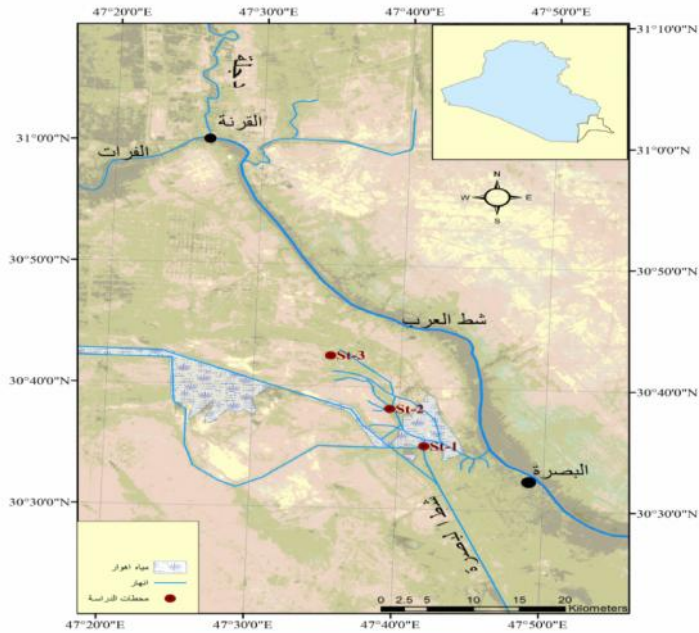 47°20'0"E 47°30'0"E 47°40'0"E 47°50'0"E
31°10'0"N
دجلة
القرنة
31°0'0"N 31°0'0"N
الفرات
N
W E
S
30°50'0"N 30°50'0"N
شط العرب
St-3
30°40'0"N 30°40'0"N
St-2
St-1
البصرة
30°30'0"N 30°30'0"N
شط البصرة
مياه اهوار
انهار
محطات الدراسة
0 2.5 5 10 15 20
Kilometers
47°20'0"E 47°30'0"E 47°40'0"E 47°50'0"E